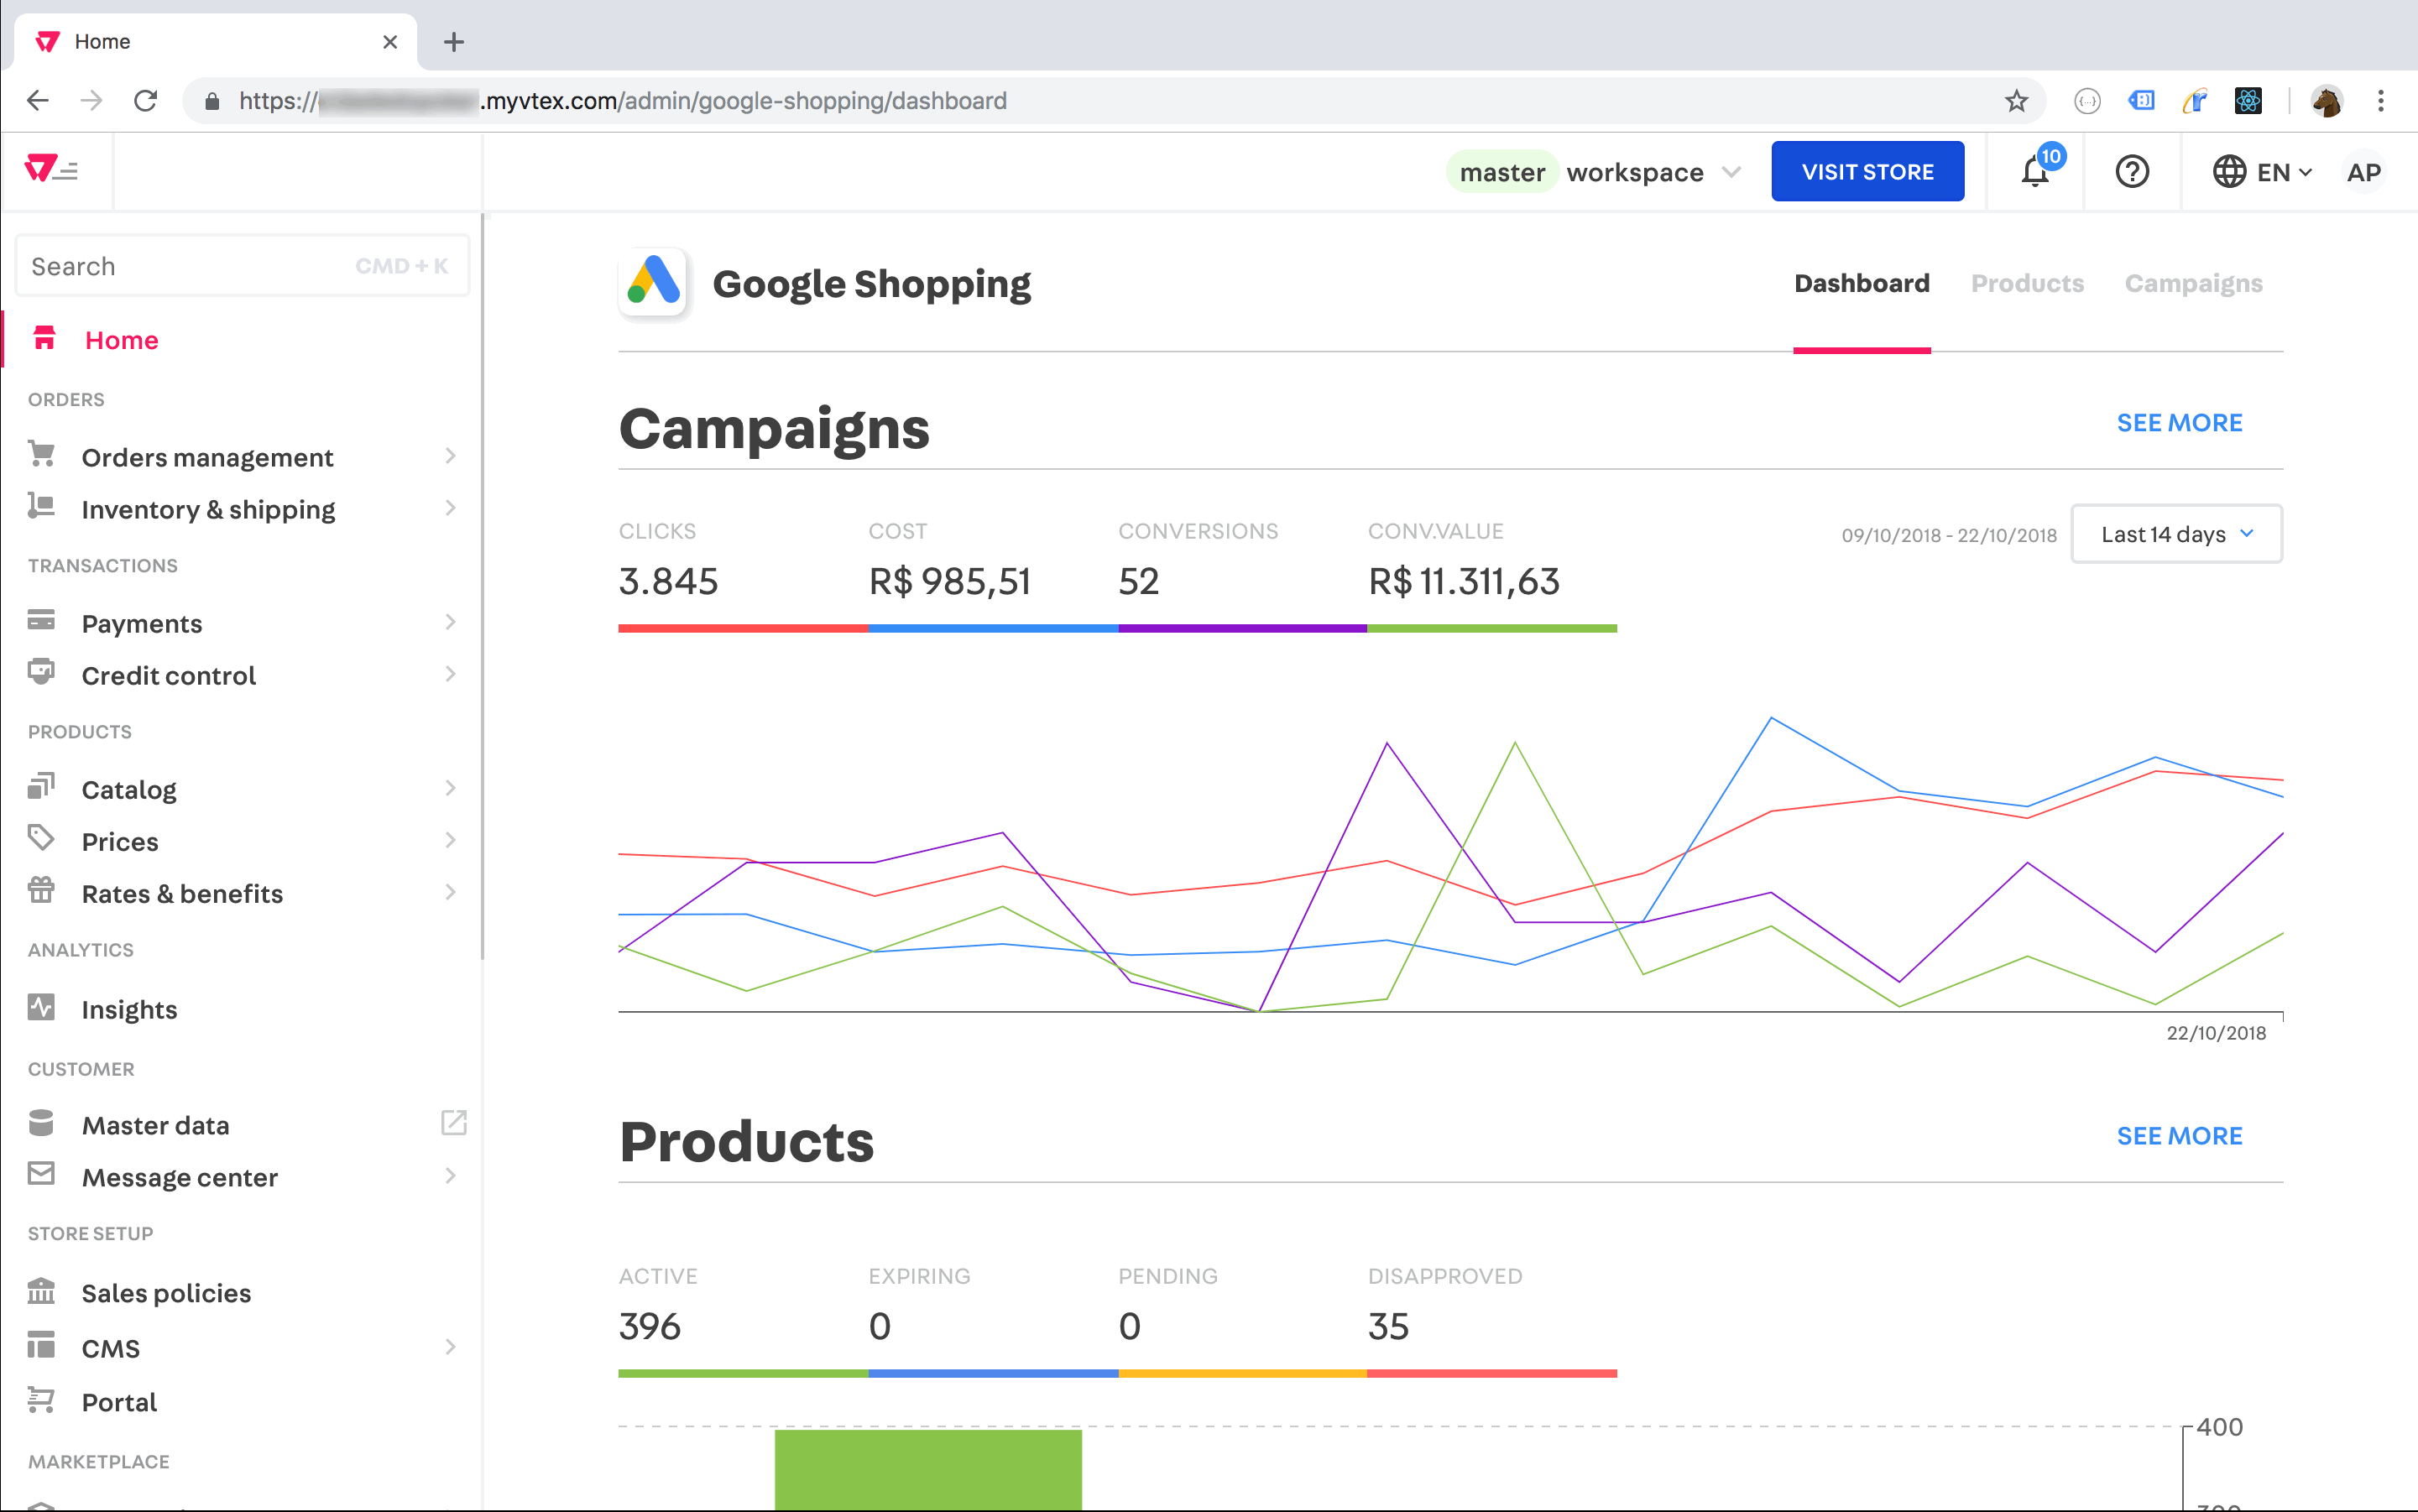 Home
https:// .myvtex.com/admin/google-shopping/dashboard
master workspace
VISIT STORE
10
EN
AP
Search CMD + K
Home
ORDERS
Orders management
Inventory & shipping
TRANSACTIONS
Payments
Credit control
PRODUCTS
Catalog
Prices
Rates & benefits
ANALYTICS
Insights
CUSTOMER
Master data
Message center
STORE SETUP
Sales policies
CMS
Portal
MARKETPLACE
Google Shopping
Dashboard Products Campaigns
Campaigns
SEE MORE
CLICKS COST CONVERSIONS CONV.VALUE
3.845 R$ 985,51 52 R$ 11.311,63
09/10/2018 - 22/10/2018 Last 14 days
22/10/2018
Products
SEE MORE
ACTIVE EXPIRING PENDING DISAPPROVED
396 0 0 35
400